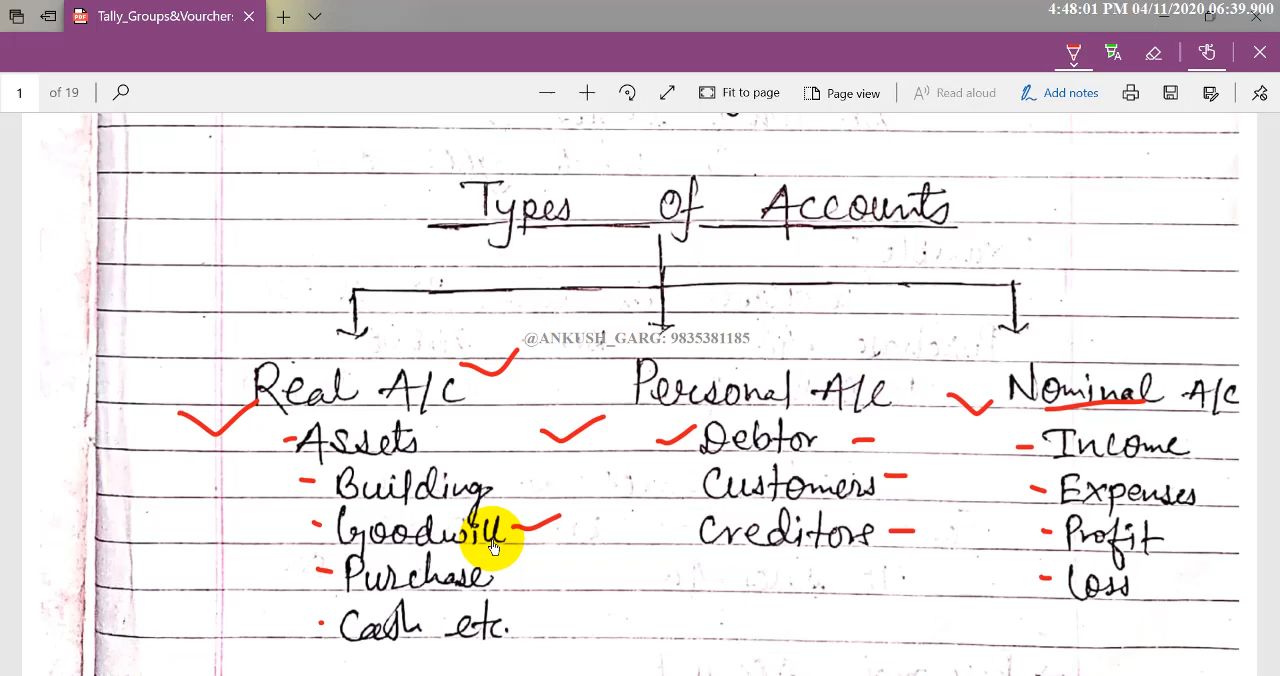 4:48:01 PM 04/11/2020 06:39.900
Tally_Groups&Vourcher:
1 of 19 Fit to page Page view Read aloud Add notes
Types Of Accounts
@ANKUSH_GARG: 9835381185
Real A/C Personal A/C Nominal A/C
Assets Debtor Income
Building Customers Expenses
Goodwill Creditors Profit
Purchase Loss
Cash etc.